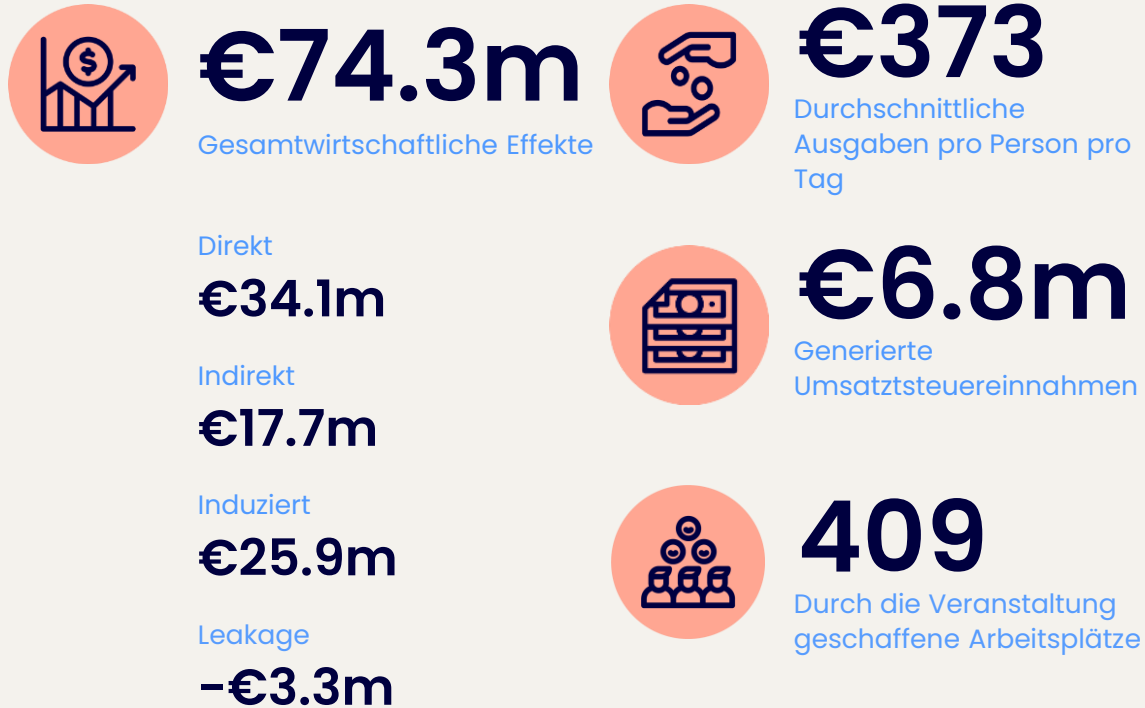 €74.3m
Gesamtwirtschaftliche Effekte
Direkt
€34.1m
Indirekt
€17.7m
Induziert
€25.9m
Leakage
-€3.3m
€373
Durchschnittliche
Ausgaben pro Person pro
Tag
€6.8m
Generierte
Umsatztsteuereinnahmen
409
Durch die Veranstaltung
geschaffene Arbeitsplätze